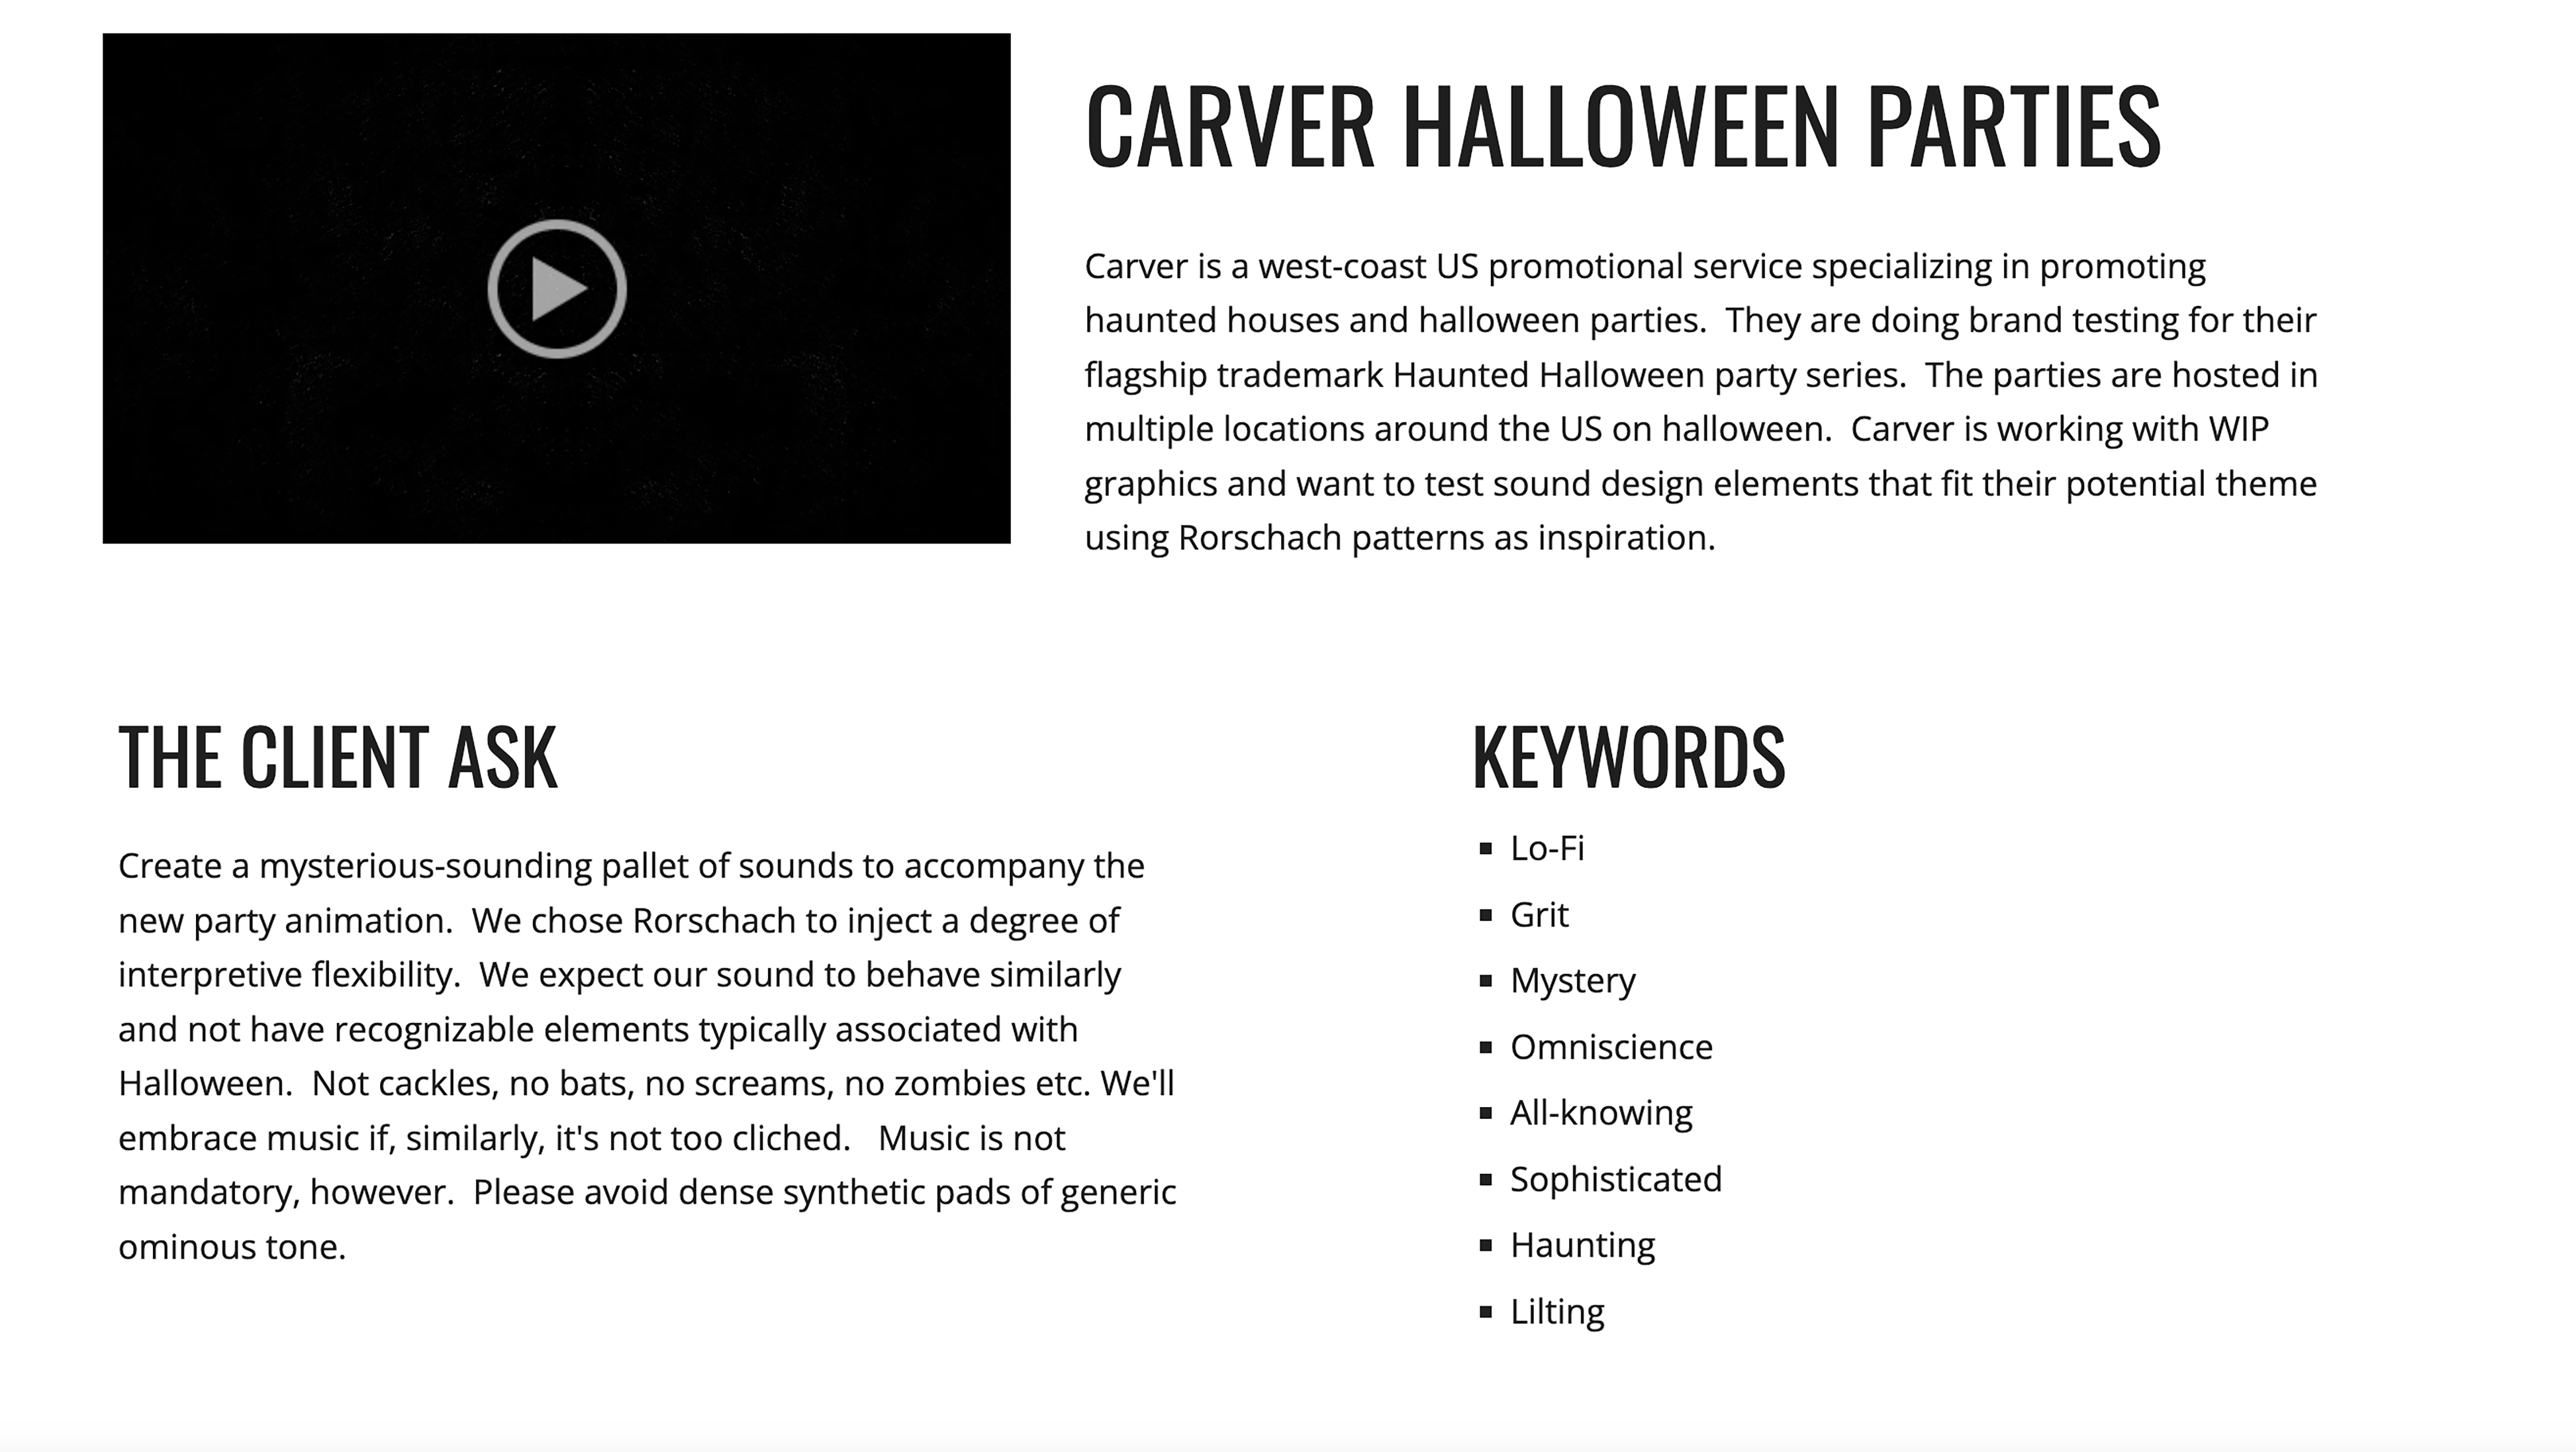 CARVER HALLOWEEN PARTIES
Carver is a west-coast US promotional service specializing in promoting
haunted houses and halloween parties.  They are doing brand testing for their
flagship trademark Haunted Halloween party series.  The parties are hosted in
multiple locations around the US on halloween.  Carver is working with WIP
graphics and want to test sound design elements that fit their potential theme
using Rorschach patterns as inspiration.
THE CLIENT ASK
Create a mysterious-sounding pallet of sounds to accompany the
new party animation.  We chose Rorschach to inject a degree of
interpretive flexibility.  We expect our sound to behave similarly
and not have recognizable elements typically associated with
Halloween.  Not cackles, no bats, no screams, no zombies etc. We'll
embrace music if, similarly, it's not too cliched.   Music is not
mandatory, however.  Please avoid dense synthetic pads of generic
ominous tone.
KEYWORDS
▪ Lo-Fi
▪ Grit
▪ Mystery
▪ Omniscience
▪ All-knowing
▪ Sophisticated
▪ Haunting
▪ Lilting